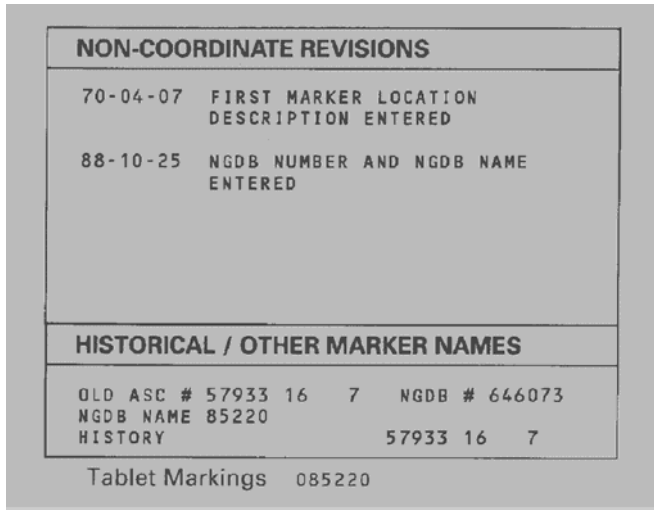 NON-COORDINATE REVISIONS
70-04-07 FIRST MARKER LOCATION
DESCRIPTION ENTERED
88-10-25 NGDB NUMBER AND NGDB NAME
ENTERED
HISTORICAL / OTHER MARKER NAMES
OLD ASC # 57933 16 7 NGDB # 646073
NGDB NAME 85220
HISTORY 57933 16 7
Tablet Markings 085220